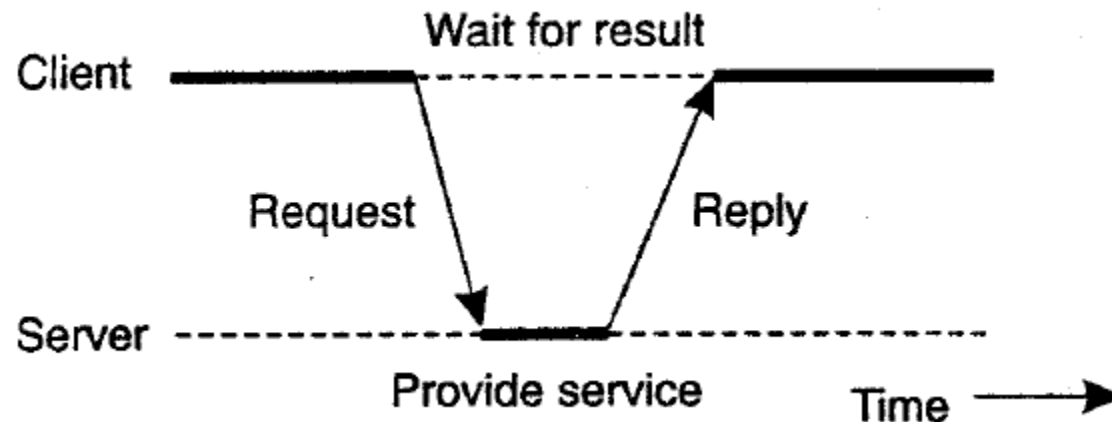 Wait for result
Client
Request
Reply
Server
Provide service
Time